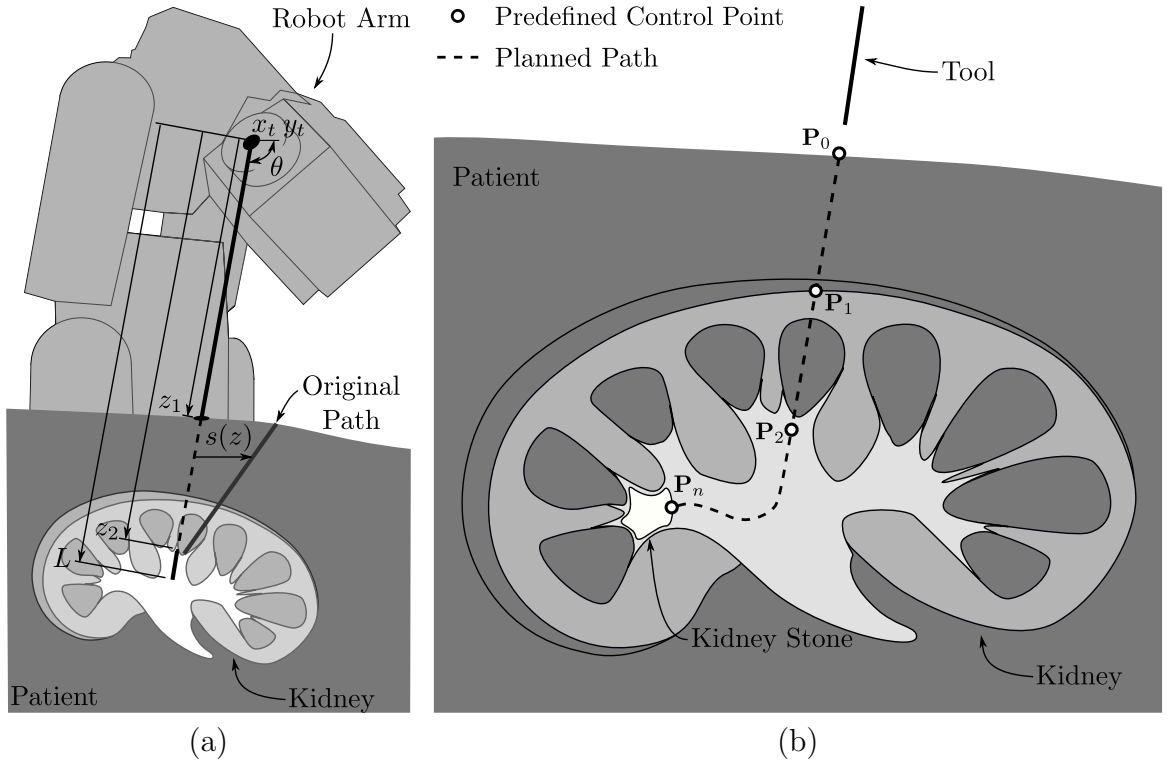 Robot Arm
x_t y_t
θ
z_1
Original
Path
s(z)
z_2
L
Patient
Kidney
(a)
Predefined Control Point
Planned Path
Tool
P_0
Patient
P_1
P_2
P_n
Kidney Stone
Kidney
(b)